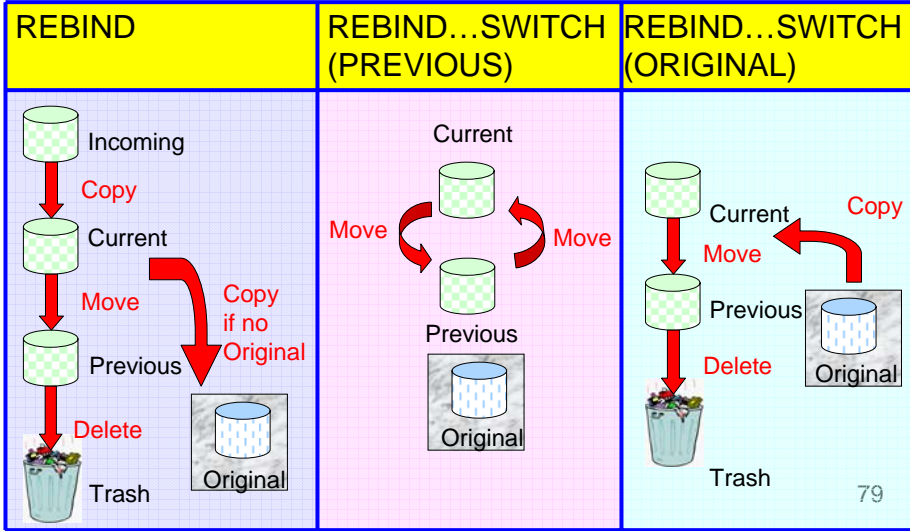 REBIND
REBIND…SWITCH
(PREVIOUS)
REBIND…SWITCH
(ORIGINAL)
Incoming
Copy
Current
Move
Copy
if no
Original
Previous
Delete
Original
Trash
Current
Move
Move
Previous
Original
Current
Copy
Move
Previous
Delete
Original
Trash
79